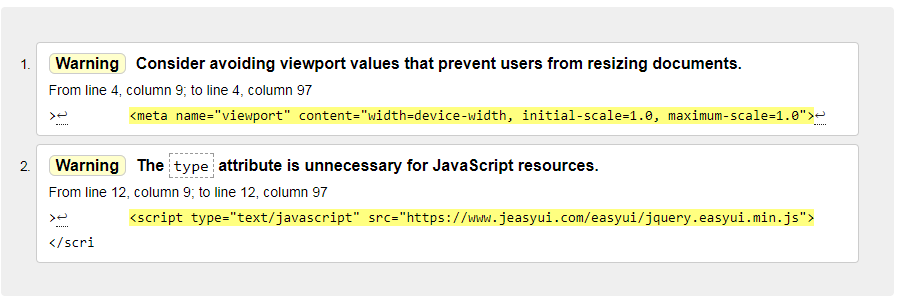 1. Warning Consider avoiding viewport values that prevent users from resizing documents.
From line 4, column 9; to line 4, column 97
>↩ <meta name="viewport" content="width=device-width, initial-scale=1.0, maximum-scale=1.0">↩
2. Warning The type attribute is unnecessary for JavaScript resources.
From line 12, column 9; to line 12, column 97
>↩ <script type="text/javascript" src="https://www.jeasyui.com/easyui/jquery.easyui.min.js">
</scri